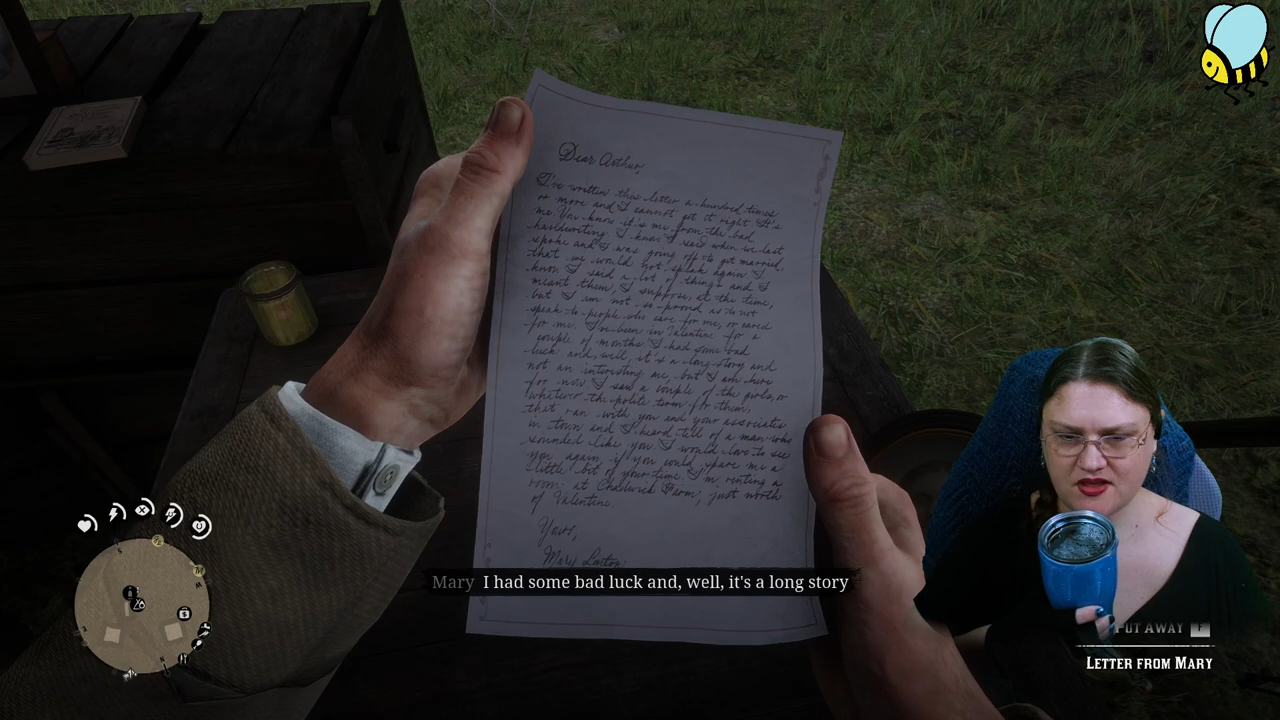 Dear Arthur,
I've written this letter a hundred times
or more and I cannot get it right. It's
me. You know it's me from the bad
handwriting. I know I said when we last
spoke and I was going off to get married,
that we would not speak again. I
know I said a lot of things and I
meant them, I suppose, at the time,
but I am not so proud as to not
speak to people who care for me, or cared
for me. I've been in Valentine for a
couple of months. I had some bad
luck and, well, it's a long story and
not an interesting one, but I am here
for now. I saw a couple of the girls, or
whatever the polite term for them,
that ran with you and your associates
in town and I heard tell of a man who
sounded like you. I would love to see
you again if you would spare me a
little bit of your time. I'm renting a
room at Chadwick Farm, just north
of Valentine.
Yours,
Mary Linton
Mary I had some bad luck and, well, it's a long story
PUT AWAY F
LETTER FROM MARY